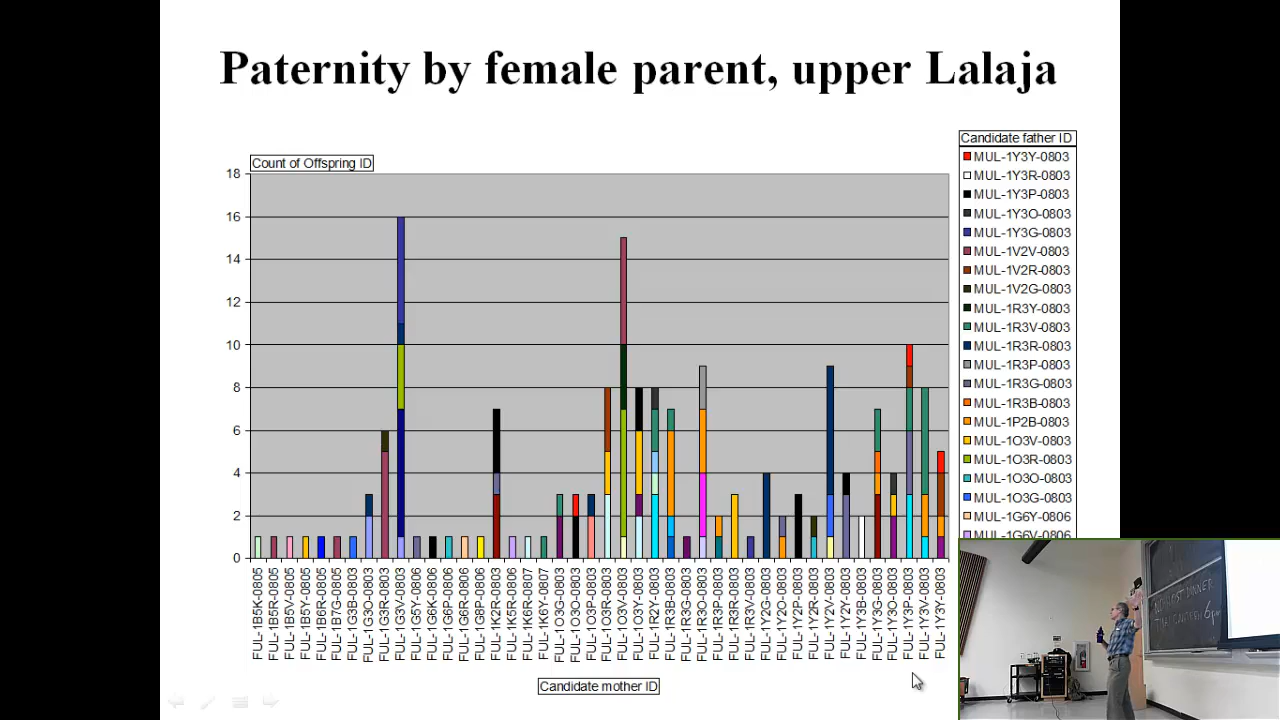 Paternity by female parent, upper Lalaja
Candidate father ID
Count of Offspring ID
MUL-1Y3Y-0803
MUL-1Y3R-0803
MUL-1Y3P-0803
MUL-1Y3O-0803
MUL-1Y3G-0803
MUL-1V2V-0803
MUL-1V2R-0803
MUL-1V2G-0803
MUL-1R3Y-0803
MUL-1R3V-0803
MUL-1R3R-0803
MUL-1R3P-0803
MUL-1R3G-0803
MUL-1R3B-0803
MUL-1P2B-0803
MUL-1O3V-0803
MUL-1O3R-0803
MUL-1O3O-0803
MUL-1O3G-0803
MUL-1G6Y-0806
MUL-1G6V-0806
18
16
14
12
10
8
6
4
2
0
FUL-1B5K-0805
FUL-1B5R-0805
FUL-1B5V-0805
FUL-1B5Y-0805
FUL-1B6R-0805
FUL-1B7G-0805
FUL-1G3B-0803
FUL-1G3O-0803
FUL-1G3R-0803
FUL-1G3V-0803
FUL-1G5Y-0806
FUL-1G6K-0806
FUL-1G6P-0806
FUL-1G6R-0806
FUL-1G8P-0806
FUL-1K2R-0803
FUL-1K5R-0806
FUL-1K6R-0807
FUL-1K6Y-0807
FUL-1O3G-0803
FUL-1O3O-0803
FUL-1O3P-0803
FUL-1O3R-0803
FUL-1O3V-0803
FUL-1O3Y-0803
FUL-1R2Y-0803
FUL-1R3B-0803
FUL-1R3G-0803
FUL-1R3O-0803
FUL-1R3P-0803
FUL-1R3R-0803
FUL-1R3V-0803
FUL-1Y2G-0803
FUL-1Y2O-0803
FUL-1Y2P-0803
FUL-1Y2R-0803
FUL-1Y2V-0803
FUL-1Y2Y-0803
FUL-1Y3B-0803
FUL-1Y3G-0803
FUL-1Y3O-0803
FUL-1Y3P-0803
FUL-1Y3V-0803
FUL-1Y3Y-0803
Candidate mother ID
DINNER
6pm